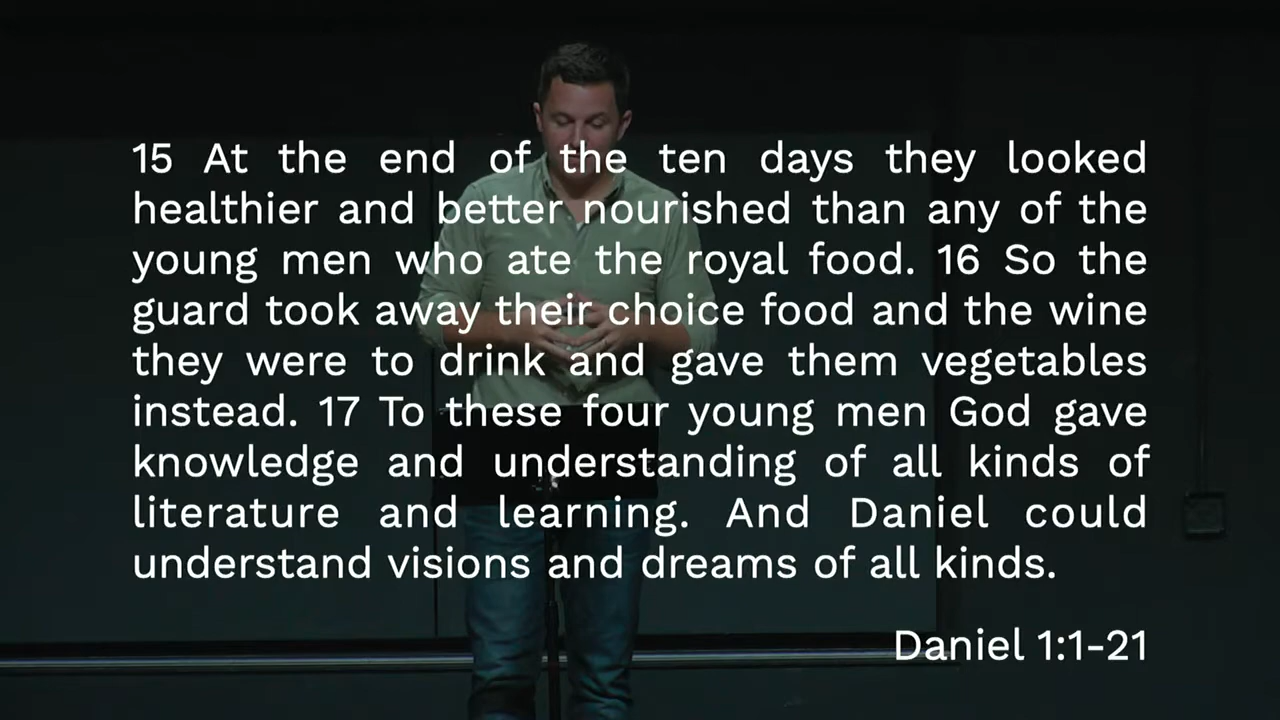 15 At the end of the ten days they looked
healthier and better nourished than any of the
young men who ate the royal food. 16 So the
guard took away their choice food and the wine
they were to drink and gave them vegetables
instead. 17 To these four young men God gave
knowledge and understanding of all kinds of
literature and learning. And Daniel could
understand visions and dreams of all kinds.
Daniel 1:1-21